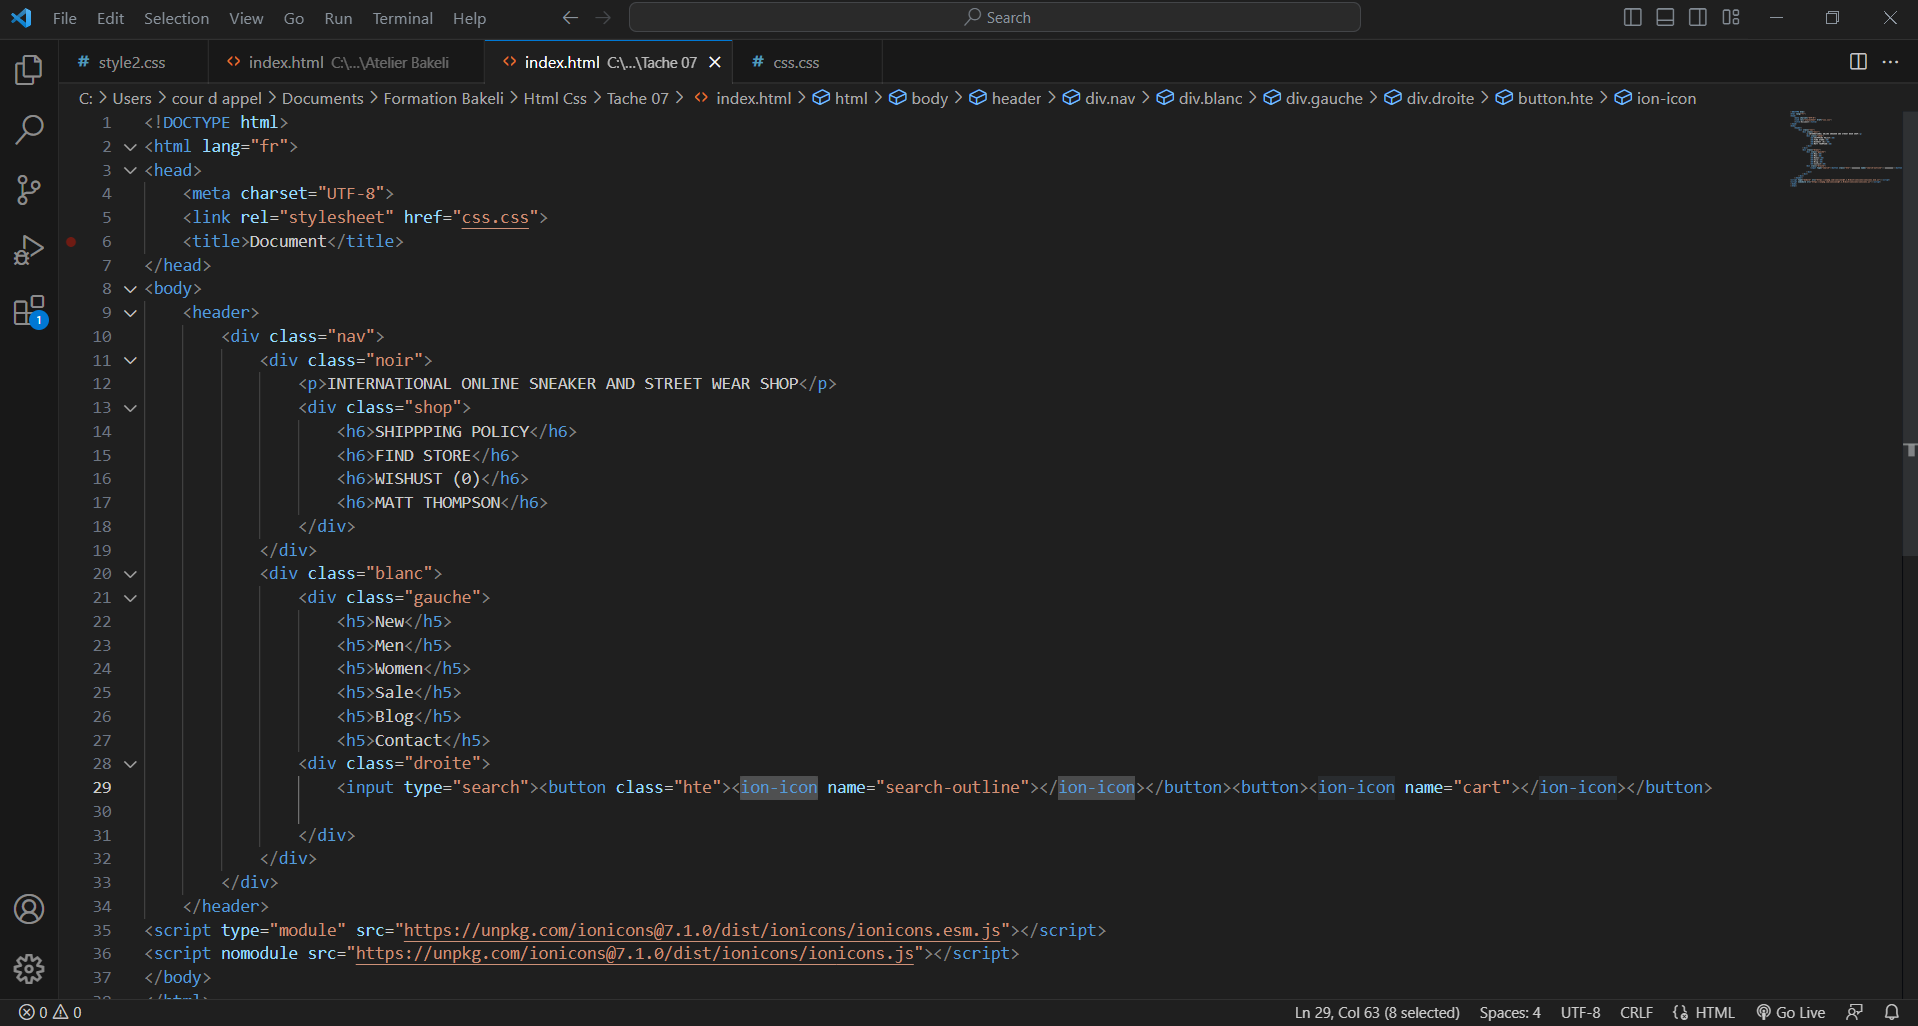 File Edit Selection View Go Run Terminal Help Search
# style2.css <> index.html C:\...\Atelier Bakeli <> index.html C:\...\Tache 07 # css.css
C: > Users > cour d appel > Documents > Formation Bakeli > Html Css > Tache 07 > <> index.html > html > body > header > div.nav > div.blanc > div.gauche > div.droite > button.hte > ion-icon
1 <!DOCTYPE html>
2 <html lang="fr">
3 <head>
4 <meta charset="UTF-8">
5 <link rel="stylesheet" href="css.css">
6 <title>Document</title>
7 </head>
8 <body>
9 <header>
10 <div class="nav">
11 <div class="noir">
12 <p>INTERNATIONAL ONLINE SNEAKER AND STREET WEAR SHOP</p>
13 <div class="shop">
14 <h6>SHIPPPING POLICY</h6>
15 <h6>FIND STORE</h6>
16 <h6>WISHUST (0)</h6>
17 <h6>MATT THOMPSON</h6>
18 </div>
19 </div>
20 <div class="blanc">
21 <div class="gauche">
22 <h5>New</h5>
23 <h5>Men</h5>
24 <h5>Women</h5>
25 <h5>Sale</h5>
26 <h5>Blog</h5>
27 <h5>Contact</h5>
28 <div class="droite">
29 <input type="search"><button class="hte"><ion-icon name="search-outline"></ion-icon></button><button><ion-icon name="cart"></ion-icon></button>
30
31 </div>
32 </div>
33 </div>
34 </header>
35 <script type="module" src="https://unpkg.com/ionicons@7.1.0/dist/ionicons/ionicons.esm.js"></script>
36 <script nomodule src="https://unpkg.com/ionicons@7.1.0/dist/ionicons/ionicons.js"></script>
37 </body>
38 </html>
1
0 0 Ln 29, Col 63 (8 selected) Spaces: 4 UTF-8 CRLF HTML Go Live